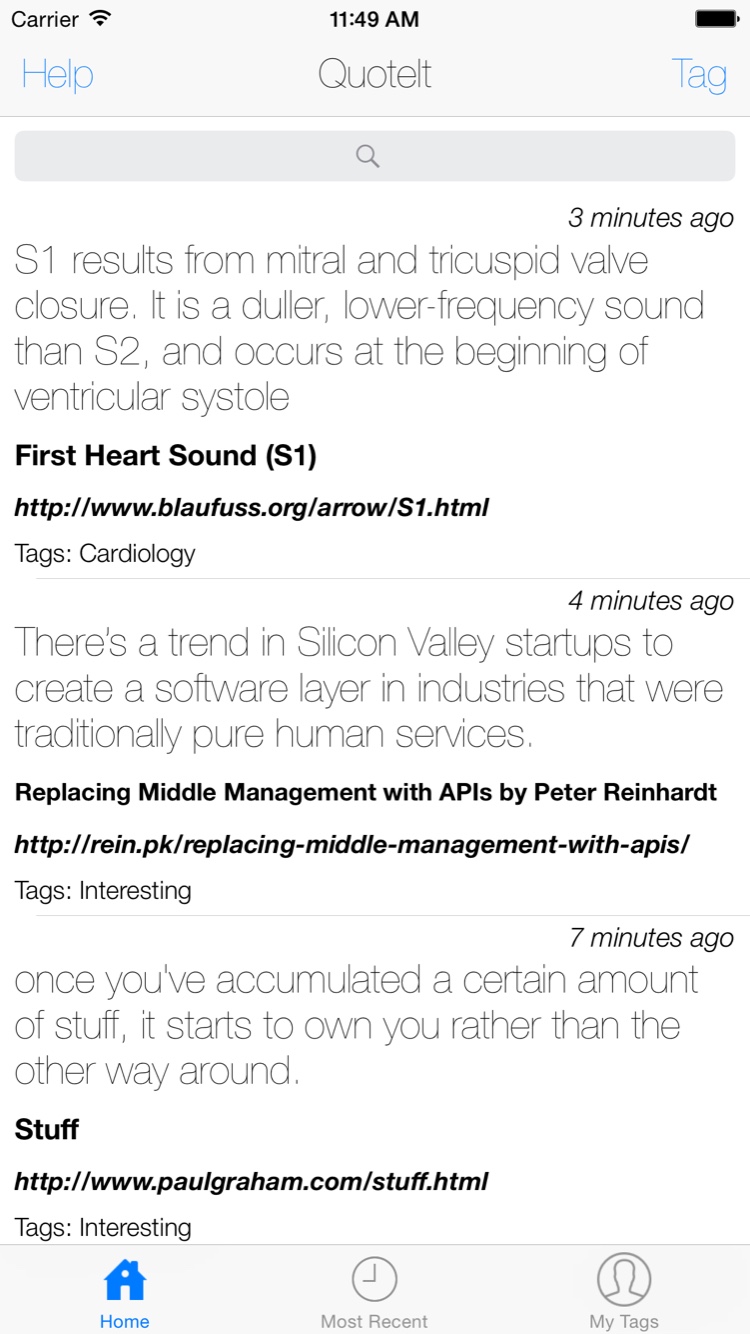 Carrier 11:49 AM
Help QuoteIt Tag
3 minutes ago
S1 results from mitral and tricuspid valve
closure. It is a duller, lower-frequency sound
than S2, and occurs at the beginning of
ventricular systole
First Heart Sound (S1)
http://www.blaufuss.org/arrow/S1.html
Tags: Cardiology
4 minutes ago
There's a trend in Silicon Valley startups to
create a software layer in industries that were
traditionally pure human services.
Replacing Middle Management with APIs by Peter Reinhardt
http://rein.pk/replacing-middle-management-with-apis/
Tags: Interesting
7 minutes ago
once you've accumulated a certain amount
of stuff, it starts to own you rather than the
other way around.
Stuff
http://www.paulgraham.com/stuff.html
Tags: Interesting
Home Most Recent My Tags